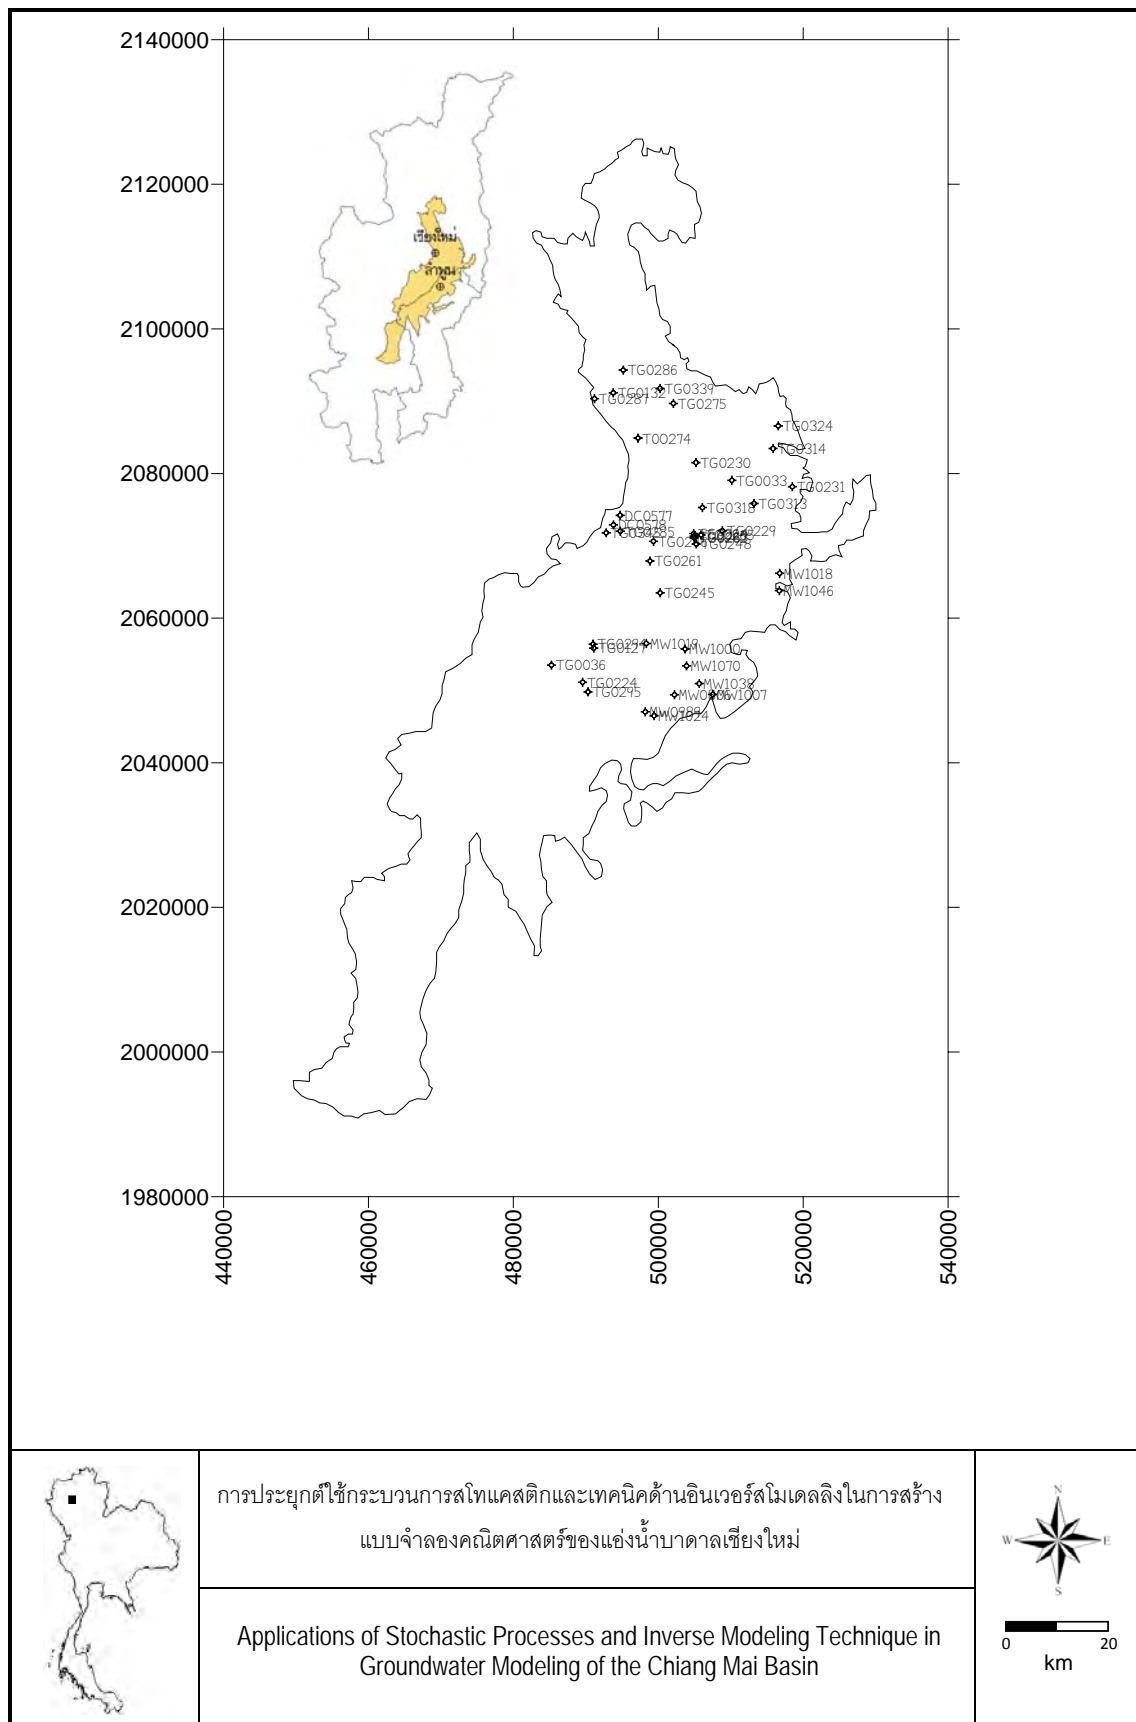 2140000
2120000
2100000
2080000
2060000
2040000
2020000
2000000
1980000
เชียงใหม่
ลำพูน
TG0286
TG0339
TG0132
TG0287
TG0275
TG0324
TOO274
TG0314
TG0230
TG0033
TG0231
TG0313
TG0318
DC0577
DC0578
TG0229
TG0248
TG0261
MW1018
MW1046
TG0245
MW1019
TG0127
MW1000
TG0036
MW1070
TG0224
MW1038
TG0295
MW1007
MW0989
MW1024
440000
460000
480000
500000
520000
540000
การประยุกต์ใช้กระบวนการสโทแคสติกและเทคนิคด้านอินเวอร์สโมเดลลิงในการสร้าง
แบบจำลองคณิตศาสตร์ของแอ่งน้ำบาดาลเชียงใหม่
Applications of Stochastic Processes and Inverse Modeling Technique in
Groundwater Modeling of the Chiang Mai Basin
N
W
E
S
0
20
km